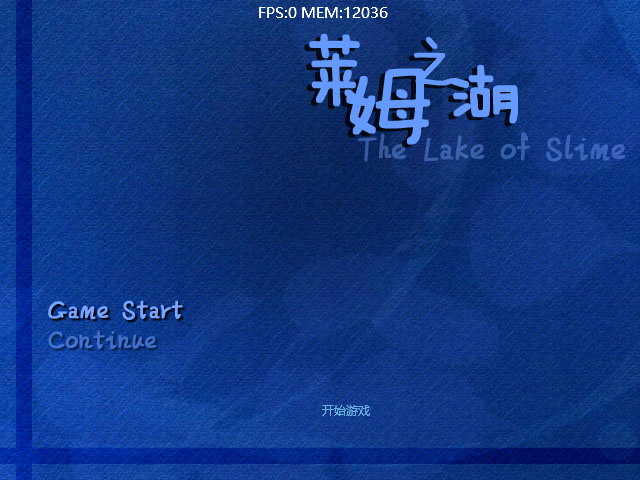 FPS:0 MEM:12036
莱姆之湖
The Lake of Slime
Game Start
Continue
开始游戏